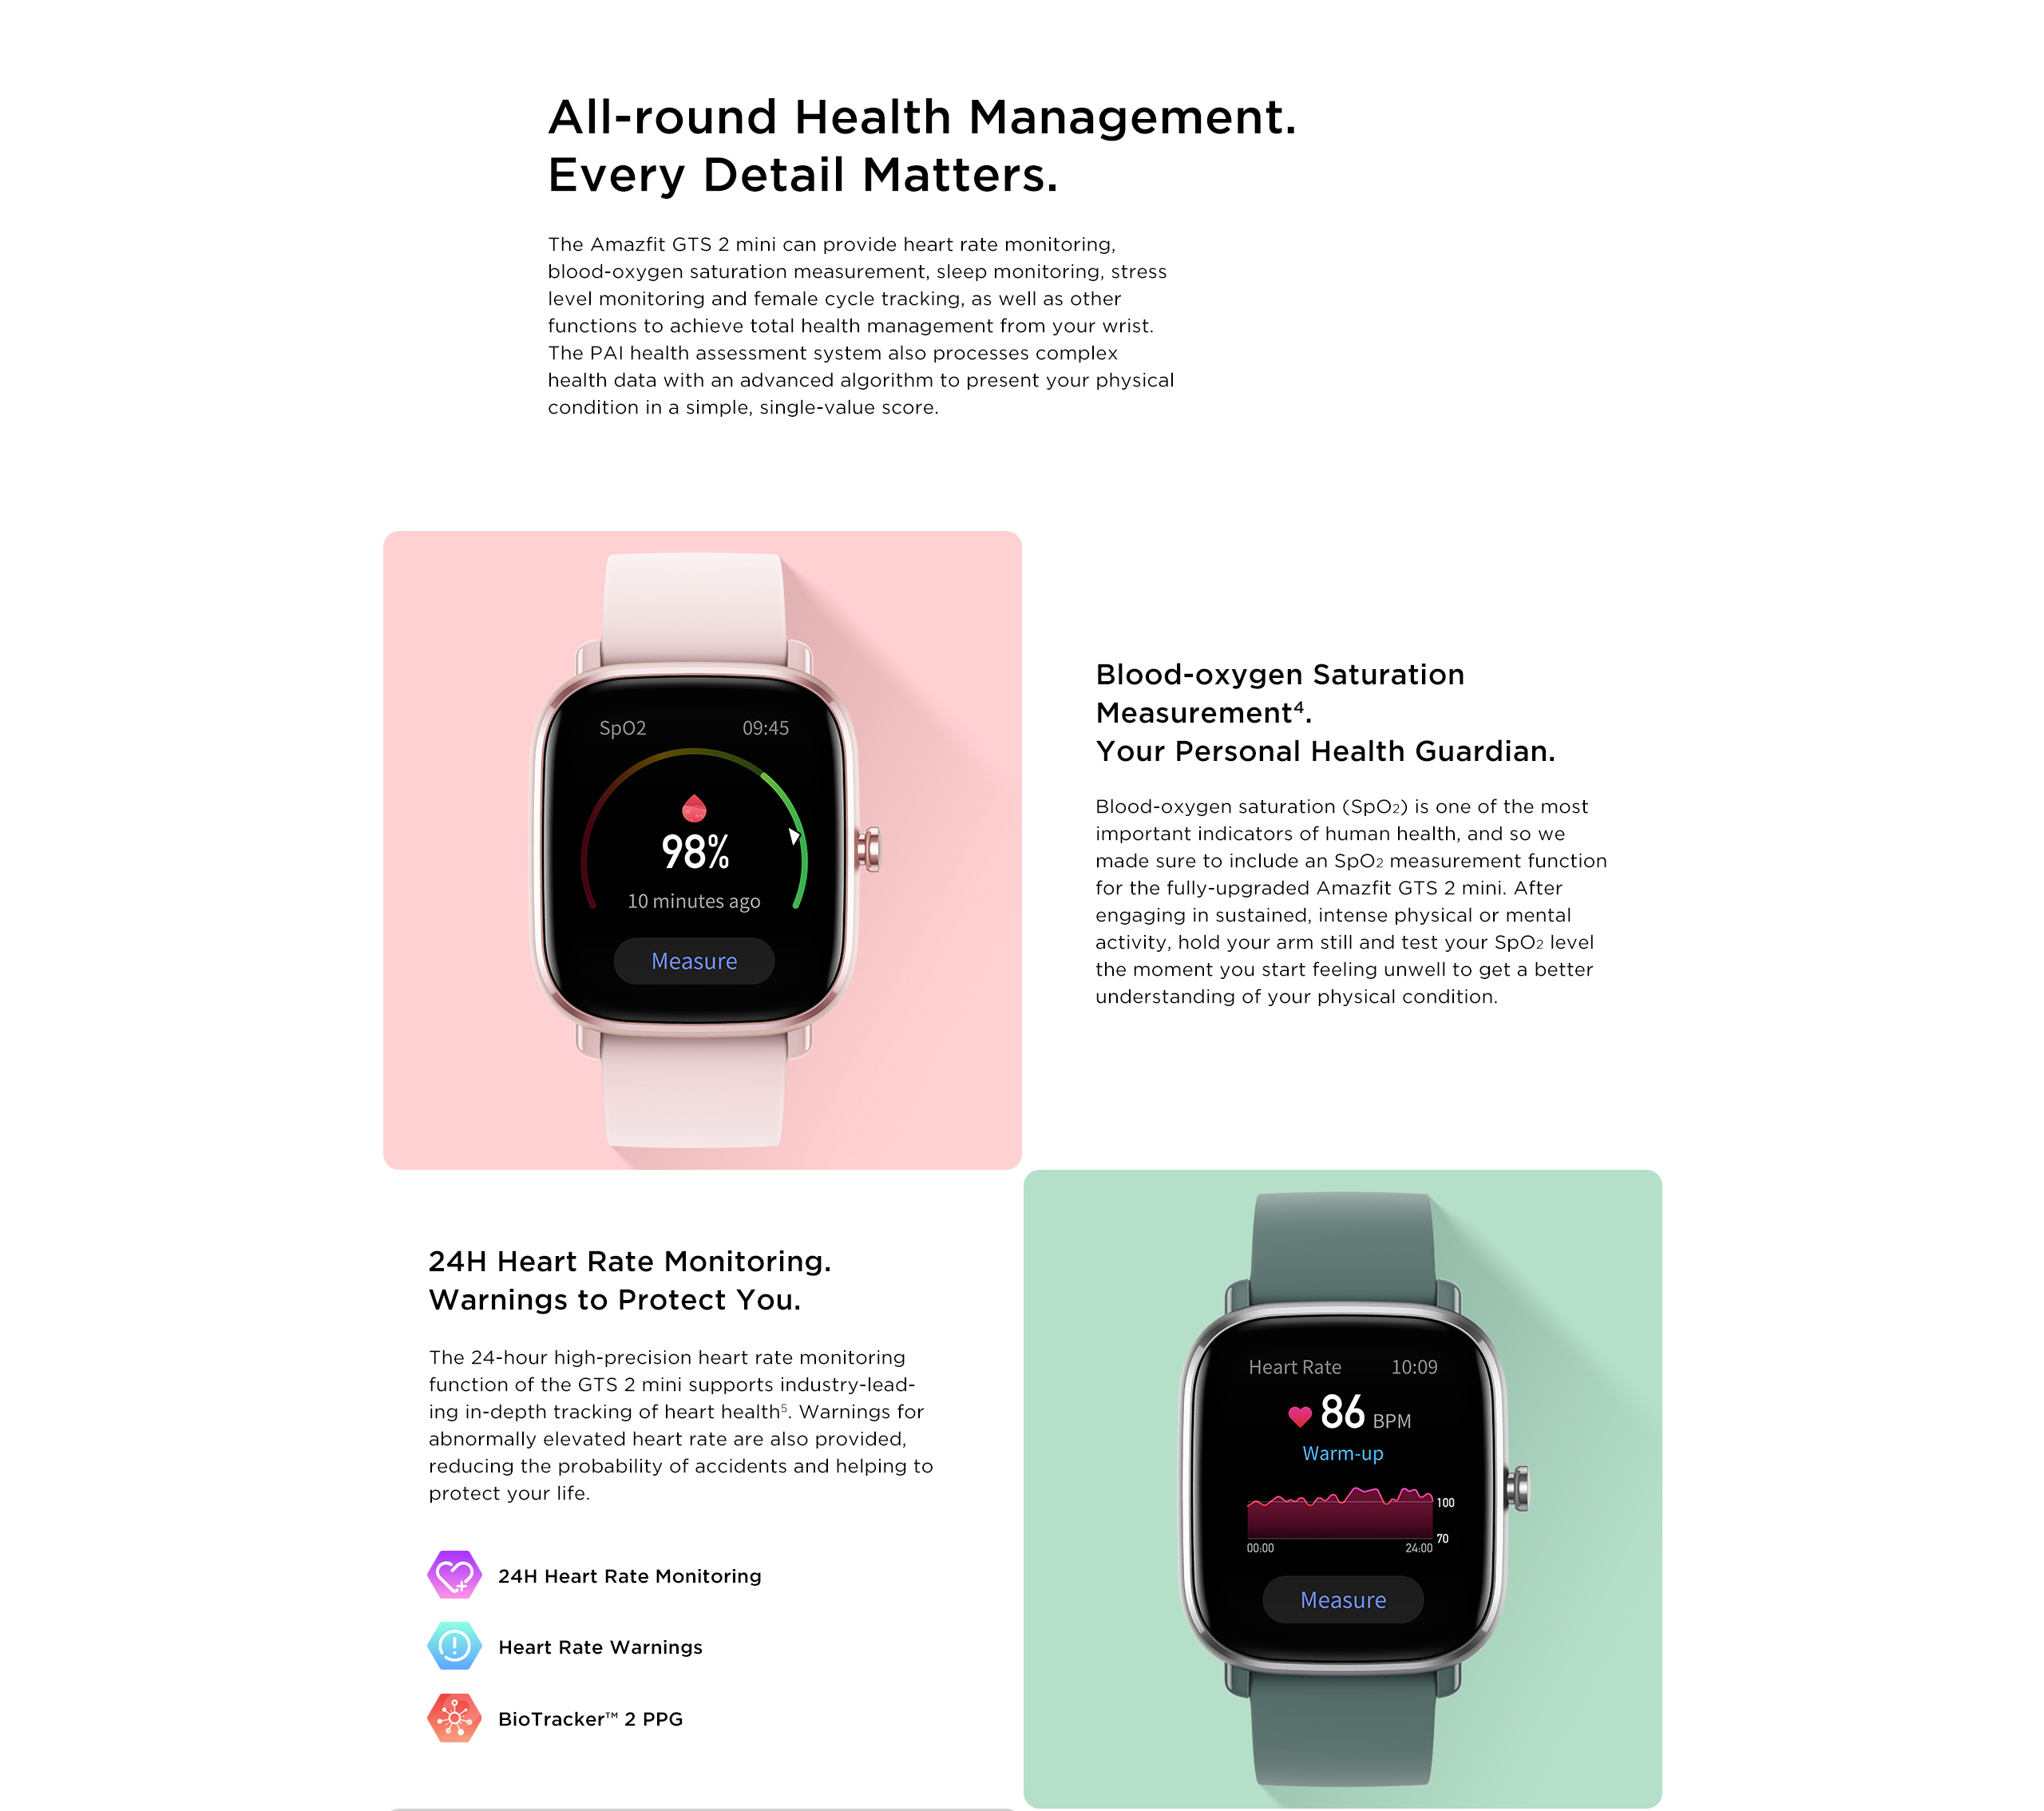 All-round Health Management.
Every Detail Matters.
The Amazfit GTS 2 mini can provide heart rate monitoring,
blood-oxygen saturation measurement, sleep monitoring, stress
level monitoring and female cycle tracking, as well as other
functions to achieve total health management from your wrist.
The PAI health assessment system also processes complex
health data with an advanced algorithm to present your physical
condition in a simple, single-value score.
SpO2 09:45
98%
10 minutes ago
Measure
Blood-oxygen Saturation
Measurement⁴.
Your Personal Health Guardian.
Blood-oxygen saturation (SpO₂) is one of the most
important indicators of human health, and so we
made sure to include an SpO₂ measurement function
for the fully-upgraded Amazfit GTS 2 mini. After
engaging in sustained, intense physical or mental
activity, hold your arm still and test your SpO₂ level
the moment you start feeling unwell to get a better
understanding of your physical condition.
24H Heart Rate Monitoring.
Warnings to Protect You.
The 24-hour high-precision heart rate monitoring
function of the GTS 2 mini supports industry-lead-
ing in-depth tracking of heart health⁵. Warnings for
abnormally elevated heart rate are also provided,
reducing the probability of accidents and helping to
protect your life.
24H Heart Rate Monitoring
Heart Rate Warnings
BioTracker™ 2 PPG
Heart Rate 10:09
86 BPM
Warm-up
100
70
00:00 24:00
Measure